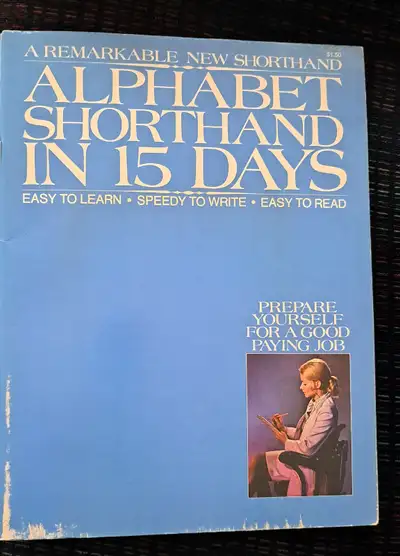 A REMARKABLE NEW SHORTHAND
$1.50
ALPHABET
SHORTHAND
IN 15 DAYS
EASY TO LEARN • SPEEDY TO WRITE • EASY TO READ
PREPARE
YOURSELF
FOR A GOOD
PAYING JOB